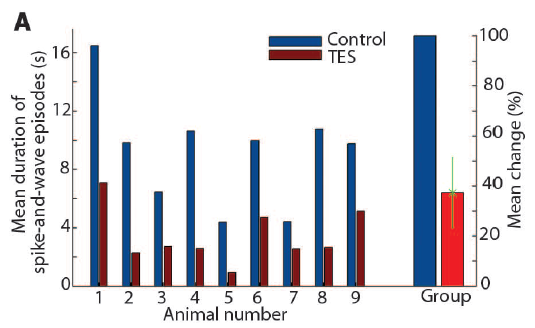 A
Control
TES
Mean duration of
spike-and-wave episodes (s)
16
12
8
4
0
100
80
60
40
20
0
Mean change (%)
1 2 3 4 5 6 7 8 9 Group
Animal number